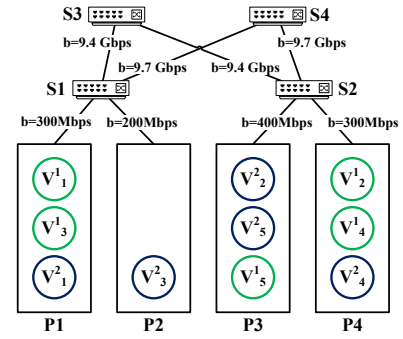 S3 S4
b=9.4 Gbps b=9.7 Gbps
b=9.7 Gbps b=9.4 Gbps
S1 S2
b=300Mbps b=200Mbps b=400Mbps b=300Mbps
V¹₁ V²₂ V¹₂
V¹₃ V²₅ V¹₄
V²₁ V²₃ V¹₅ V²₄
P1 P2 P3 P4